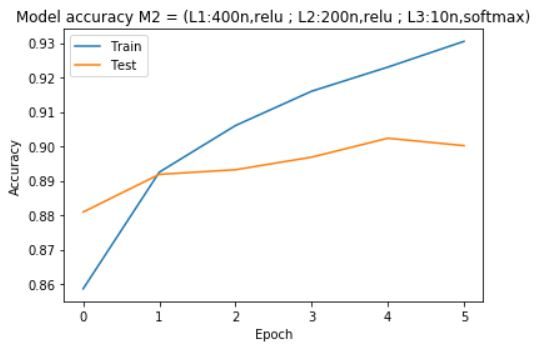 Model accuracy M2 = (L1:400n,relu ; L2:200n,relu ; L3:10n,softmax)
Train
Test
0.93
0.92
0.91
0.90
0.89
0.88
0.87
0.86
Accuracy
0 1 2 3 4 5
Epoch